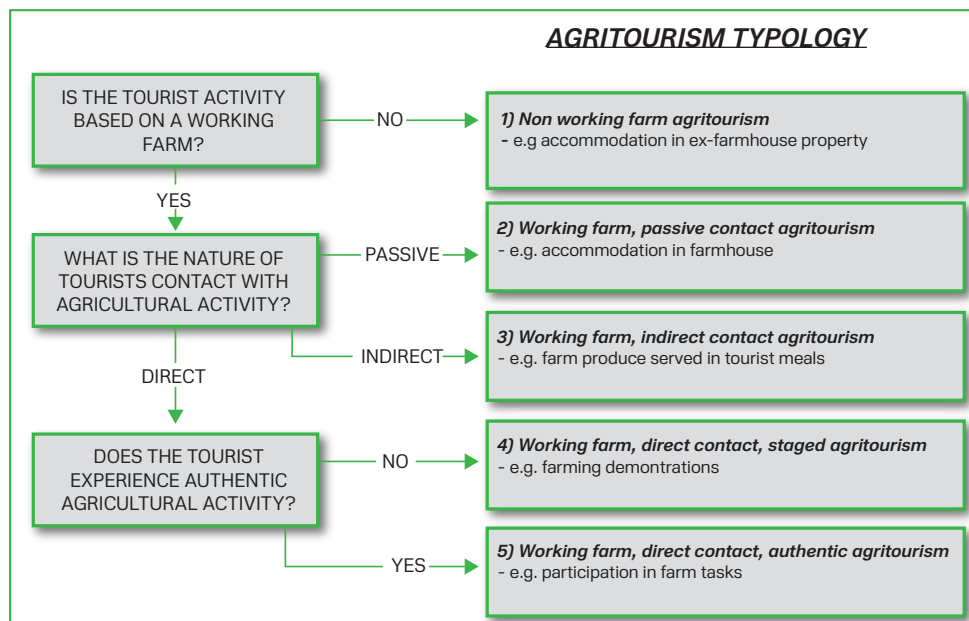 AGRITOURISM TYPOLOGY
IS THE TOURIST ACTIVITY
BASED ON A WORKING
FARM?
NO
1) Non working farm agritourism
- e.g accommodation in ex-farmhouse property
YES
WHAT IS THE NATURE OF
TOURISTS CONTACT WITH
AGRICULTURAL ACTIVITY?
PASSIVE
2) Working farm, passive contact agritourism
- e.g. accommodation in farmhouse
INDIRECT
3) Working farm, indirect contact agritourism
- e.g. farm produce served in tourist meals
DIRECT
DOES THE TOURIST
EXPERIENCE AUTHENTIC
AGRICULTURAL ACTIVITY?
NO
4) Working farm, direct contact, staged agritourism
- e.g. farming demontrations
YES
5) Working farm, direct contact, authentic agritourism
- e.g. participation in farm tasks